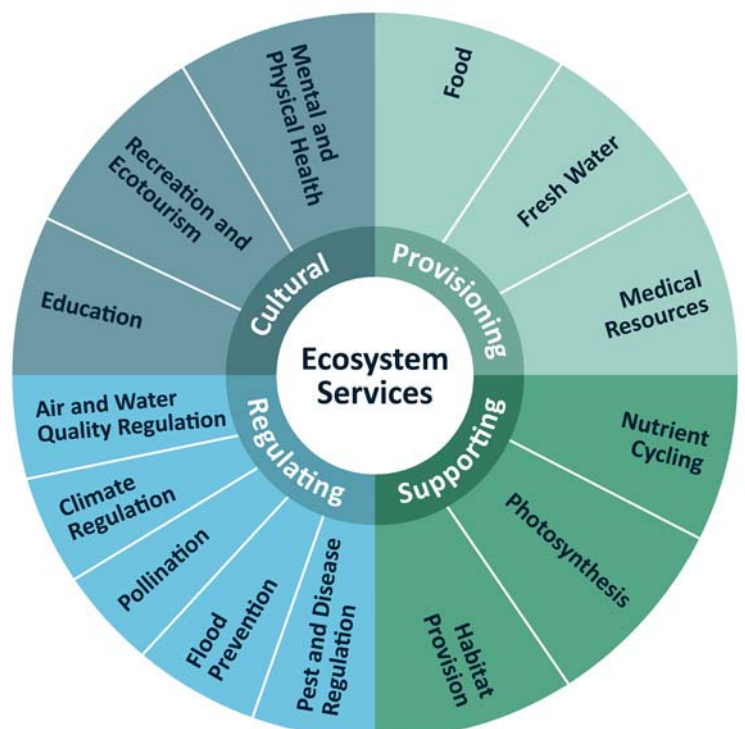 Ecosystem
Services
Provisioning
Food
Fresh Water
Medical
Resources
Supporting
Nutrient
Cycling
Photosynthesis
Habitat
Provision
Regulating
Pest and Disease
Regulation
Flood
Prevention
Pollination
Climate
Regulation
Air and Water
Quality Regulation
Cultural
Education
Recreation and
Ecotourism
Mental and
Physical Health